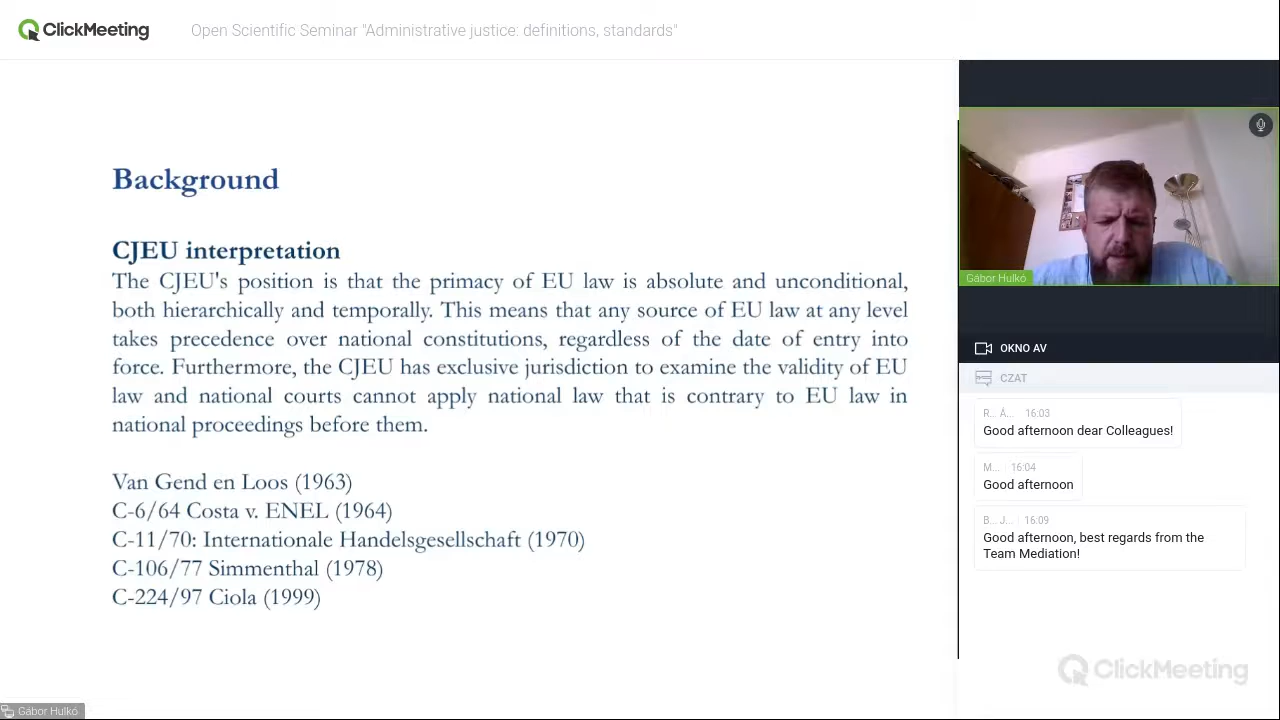 ClickMeeting
Open Scientific Seminar "Administrative justice: definitions, standards"
Background
CJEU interpretation
The CJEU's position is that the primacy of EU law is absolute and unconditional,
both hierarchically and temporally. This means that any source of EU law at any level
takes precedence over national constitutions, regardless of the date of entry into
force. Furthermore, the CJEU has exclusive jurisdiction to examine the validity of EU
law and national courts cannot apply national law that is contrary to EU law in
national proceedings before them.
Van Gend en Loos (1963)
C-6/64 Costa v. ENEL (1964)
C-11/70: Internationale Handelsgesellschaft (1970)
C-106/77 Simmenthal (1978)
C-224/97 Ciola (1999)
Gábor Hulkó
Gábor Hulkó
OKNO AV
CZAT
R... Á... 16:03
Good afternoon dear Colleagues!
M... 16:04
Good afternoon
B... J... 16:09
Good afternoon, best regards from the
Team Mediation!
ClickMeeting